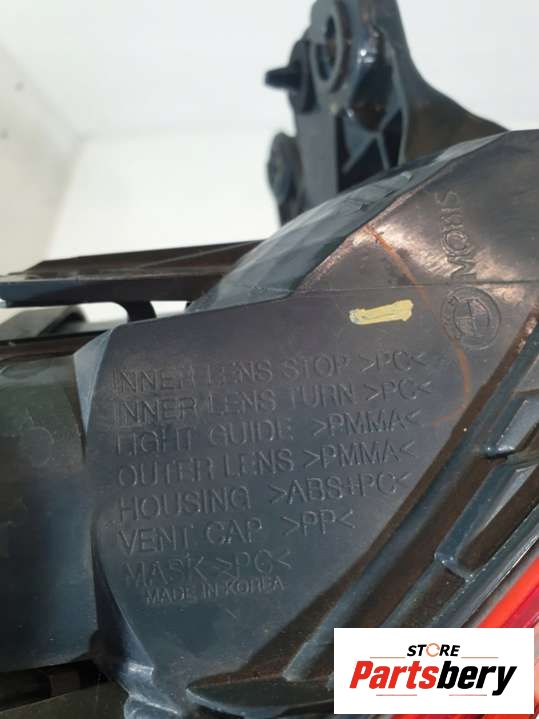 MOBIS
INNER LENS STOP >PC<
INNER LENS TURN >PC<
LIGHT GUIDE >PMMA<
OUTER LENS >PMMA<
HOUSING >ABS+PC<
VENT CAP >PP<
MASK >PC<
MADE IN KOREA
STORE
Partsbery